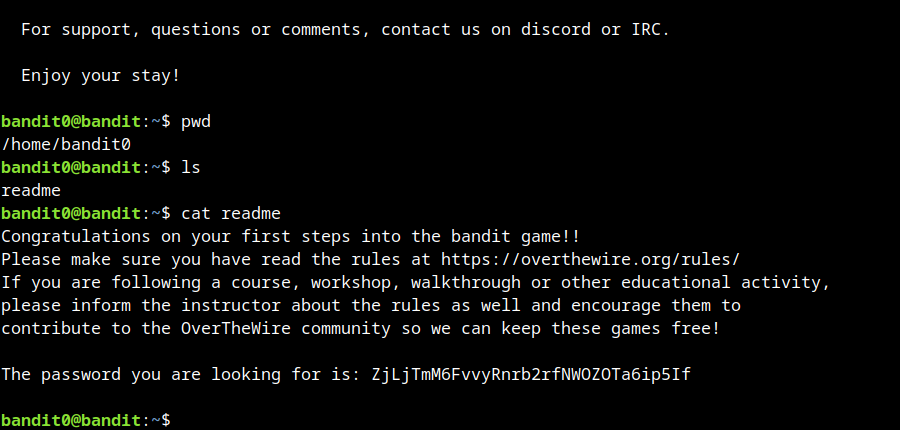 For support, questions or comments, contact us on discord or IRC.
Enjoy your stay!
bandit0@bandit:~$ pwd
/home/bandit0
bandit0@bandit:~$ ls
readme
bandit0@bandit:~$ cat readme
Congratulations on your first steps into the bandit game!!
Please make sure you have read the rules at https://overthewire.org/rules/
If you are following a course, workshop, walkthrough or other educational activity,
please inform the instructor about the rules as well and encourage them to
contribute to the OverTheWire community so we can keep these games free!
The password you are looking for is: ZjLjTmM6FvvyRnrb2rfNWOZOTa6ip5If
bandit0@bandit:~$